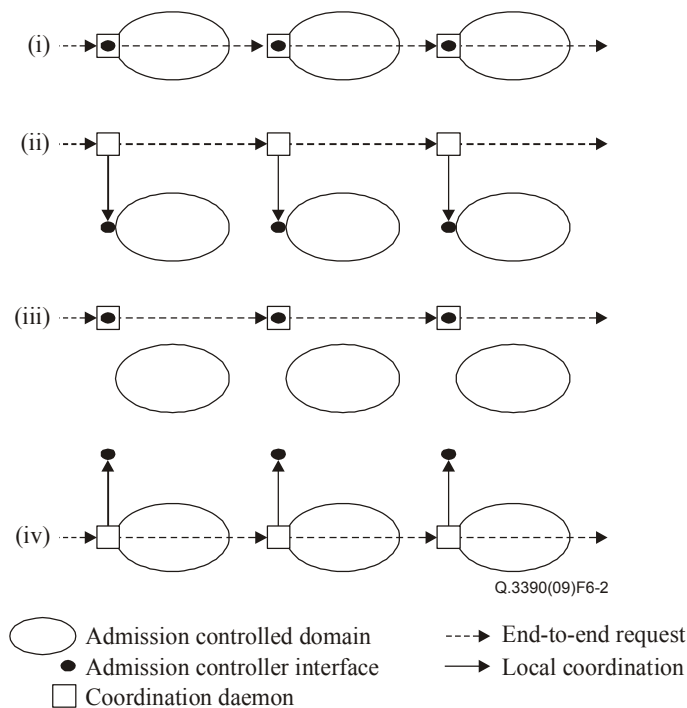 (i)
(ii)
(iii)
(iv)
Q.3390(09)F6-2
Admission controlled domain
End-to-end request
Admission controller interface
Local coordination
Coordination daemon